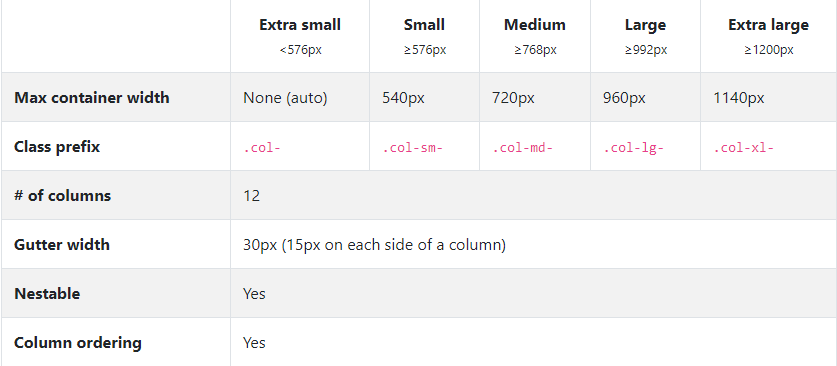 Extra small Small Medium Large Extra large
<576px ≥576px ≥768px ≥992px ≥1200px
Max container width None (auto) 540px 720px 960px 1140px
Class prefix .col- .col-sm- .col-md- .col-lg- .col-xl-
# of columns 12
Gutter width 30px (15px on each side of a column)
Nestable Yes
Column ordering Yes